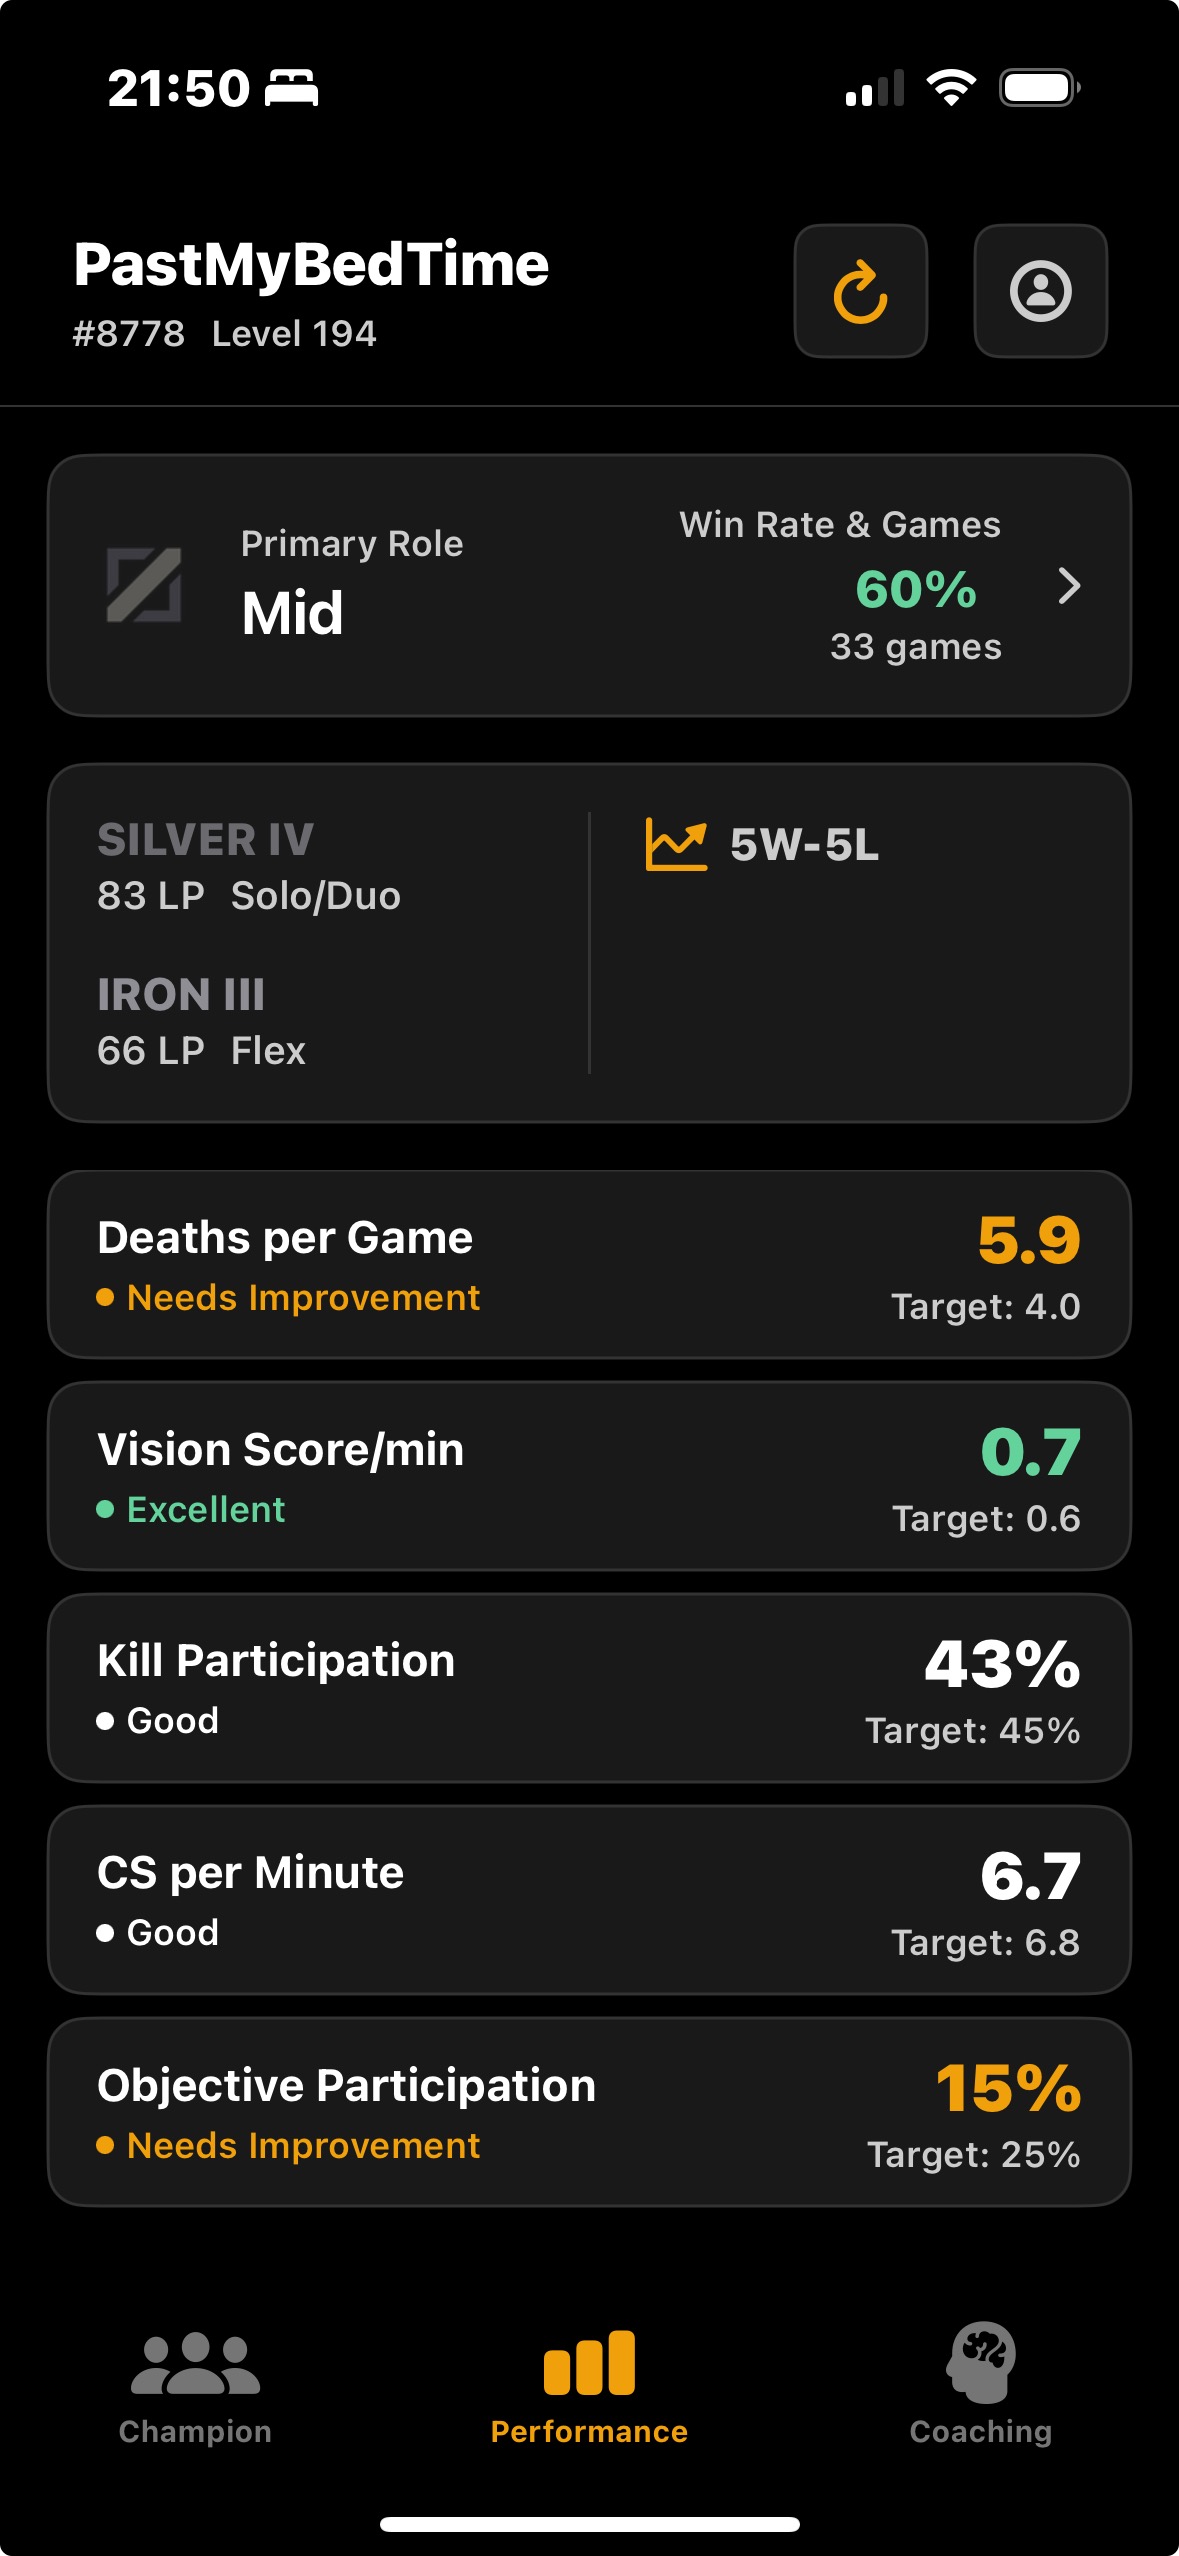 21:50
PastMyBedTime
#8778 Level 194
Primary Role
Mid
Win Rate & Games
60%
33 games
SILVER IV
83 LP Solo/Duo
IRON III
66 LP Flex
5W-5L
Deaths per Game
Needs Improvement
5.9
Target: 4.0
Vision Score/min
Excellent
0.7
Target: 0.6
Kill Participation
Good
43%
Target: 45%
CS per Minute
Good
6.7
Target: 6.8
Objective Participation
Needs Improvement
15%
Target: 25%
Champion
Performance
Coaching